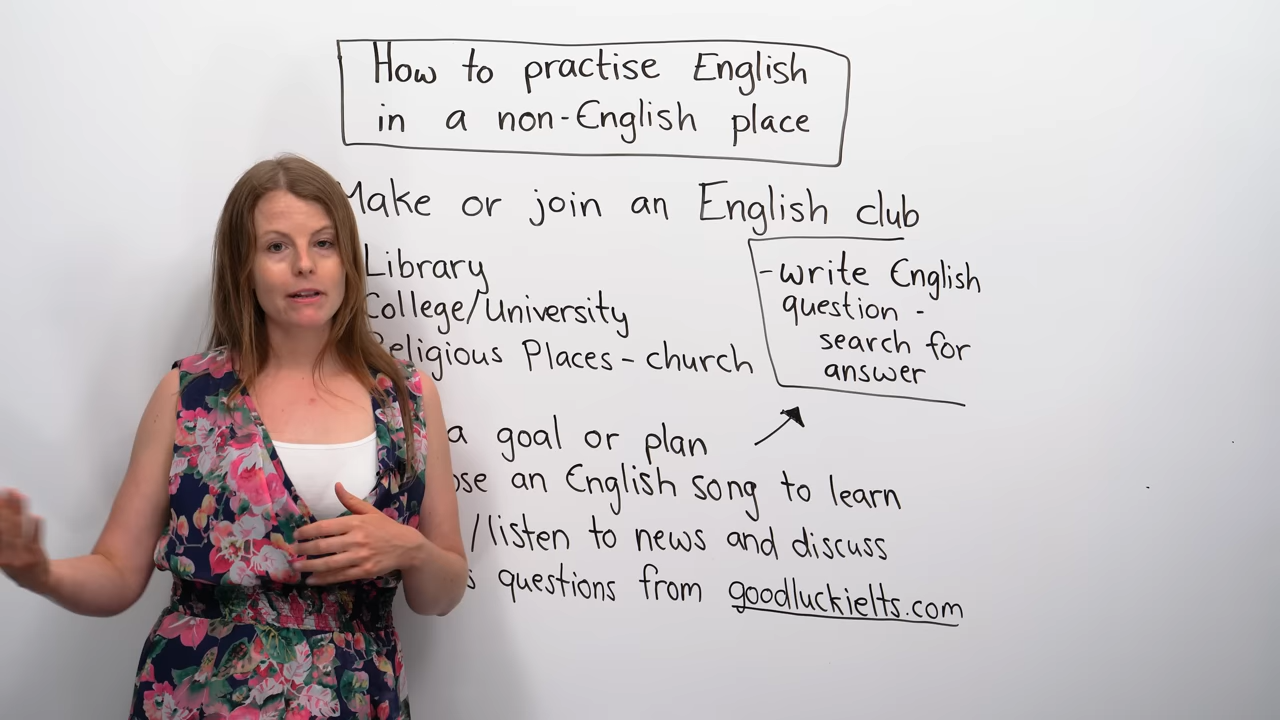 How to practise English
in a non-English place
Make or join an English club
Library
College/University
Religious Places - church
-write English
question -
search for
answer
a goal or plan
an English song to learn
/listen to news and discuss
questions from goodluckielts.com